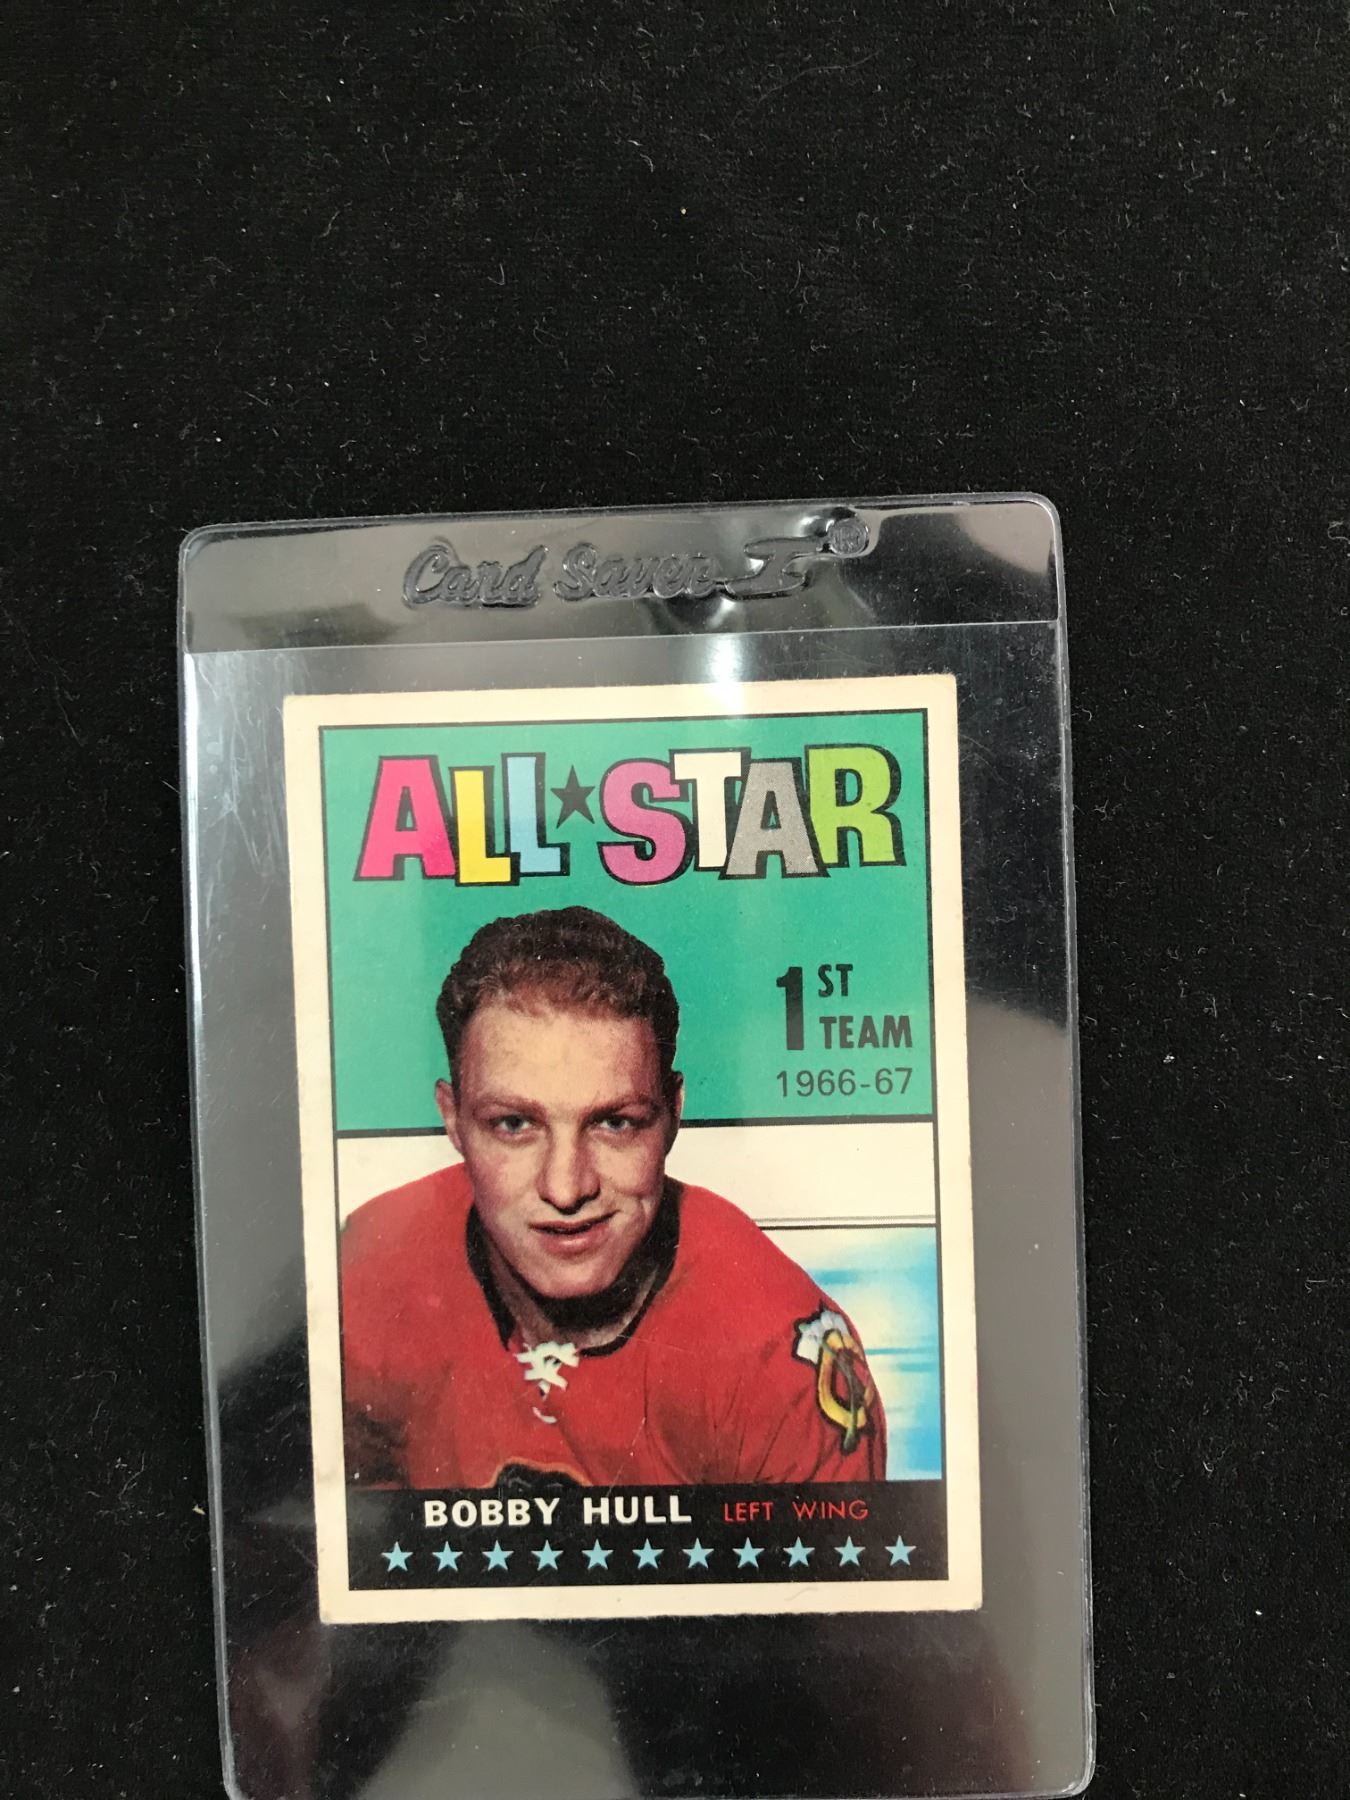 Card Saver I®
ALL★STAR
1ST
TEAM
1966-67
BOBBY HULL LEFT WING